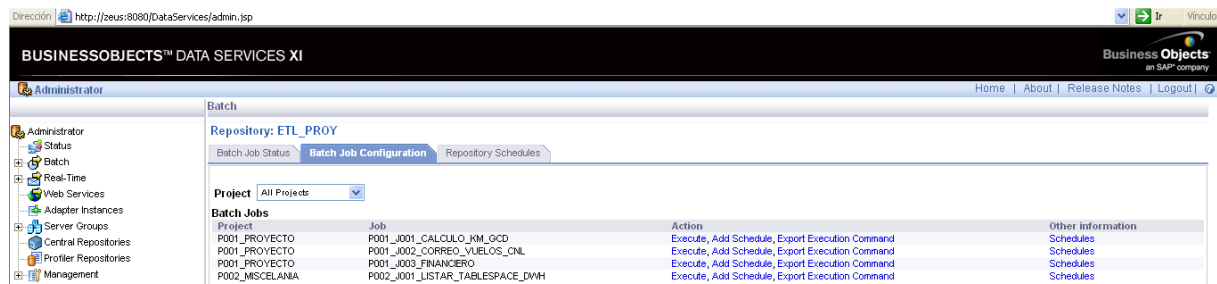 Dirección http://zeus:8080/DataServices/admin.jsp Ir Vínculo
BUSINESSOBJECTS™ DATA SERVICES XI
Business Objects
an SAP® company
Administrator Home | About | Release Notes | Logout |
Batch
Administrator
Status
Batch
Real-Time
Web Services
Adapter Instances
Server Groups
Central Repositories
Profiler Repositories
Management
Repository: ETL_PROY
Batch Job Status Batch Job Configuration Repository Schedules
Project All Projects
Batch Jobs
Project Job Action Other information
P001_PROYECTO P001_J001_CALCULO_KM_GCD Execute, Add Schedule, Export Execution Command Schedules
P001_PROYECTO P001_J002_CORREO_VUELOS_CNL Execute, Add Schedule, Export Execution Command Schedules
P001_PROYECTO P001_J003_FINANCIERO Execute, Add Schedule, Export Execution Command Schedules
P002_MISCELANIA P002_J001_LISTAR_TABLESPACE_DWH Execute, Add Schedule, Export Execution Command Schedules